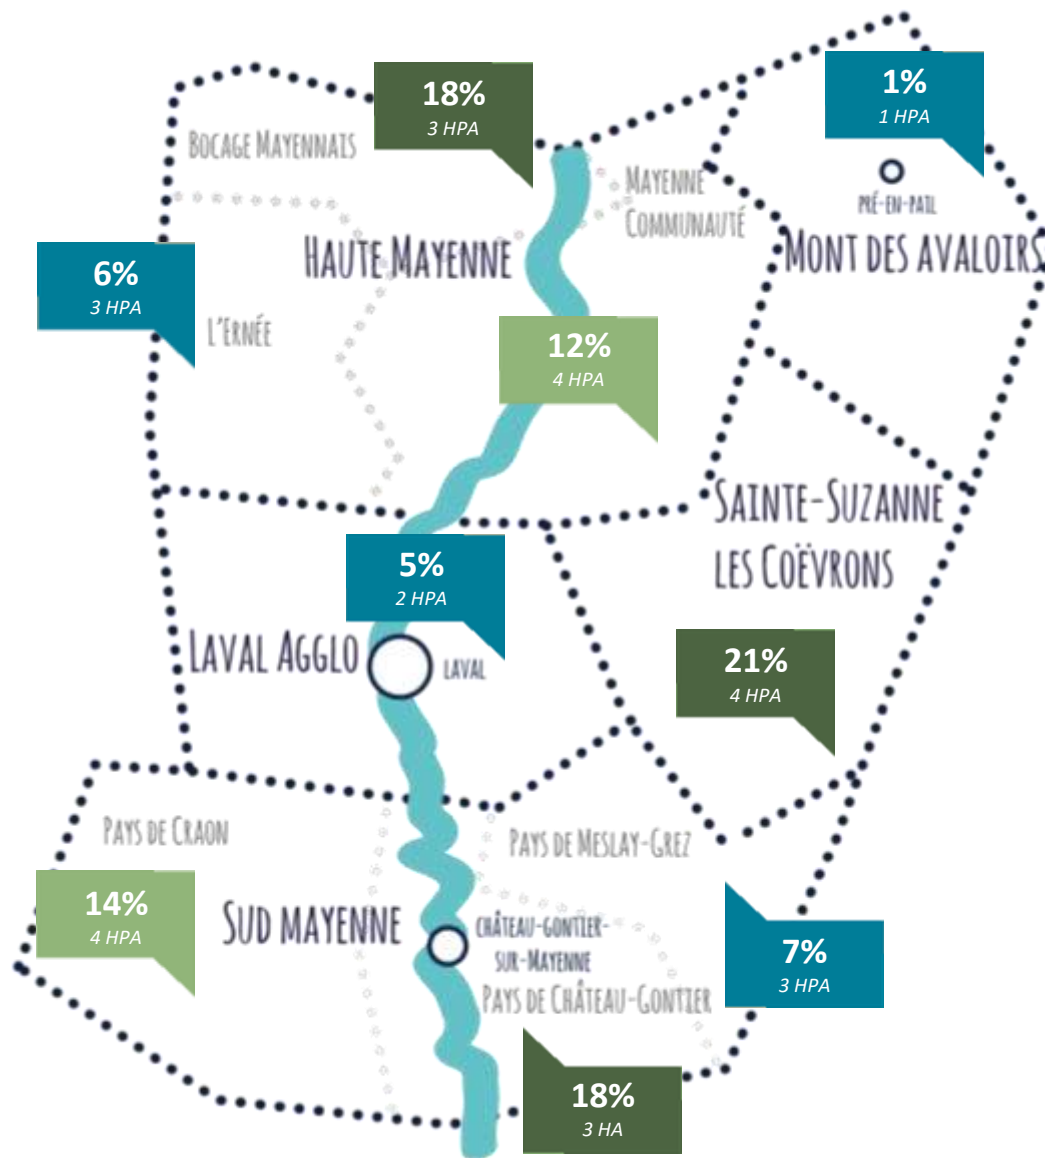 18%
3 HPA
1%
1 HPA
BOCAGE MAYENNAIS
MAYENNE
COMMUNAUTÉ
PRÉ-EN-PAIL
HAUTE MAYENNE
MONT DES AVALOIRS
6%
3 HPA
L'ERNÉE
12%
4 HPA
SAINTE-SUZANNE
LES COËVRONS
5%
2 HPA
LAVAL AGGLO
LAVAL
21%
4 HPA
PAYS DE CRAON
PAYS DE MESLAY-GREZ
14%
4 HPA
SUD MAYENNE
CHÂTEAU-GONTIER-
SUR-MAYENNE
7%
3 HPA
PAYS DE CHÂTEAU-GONTIER
18%
3 HA